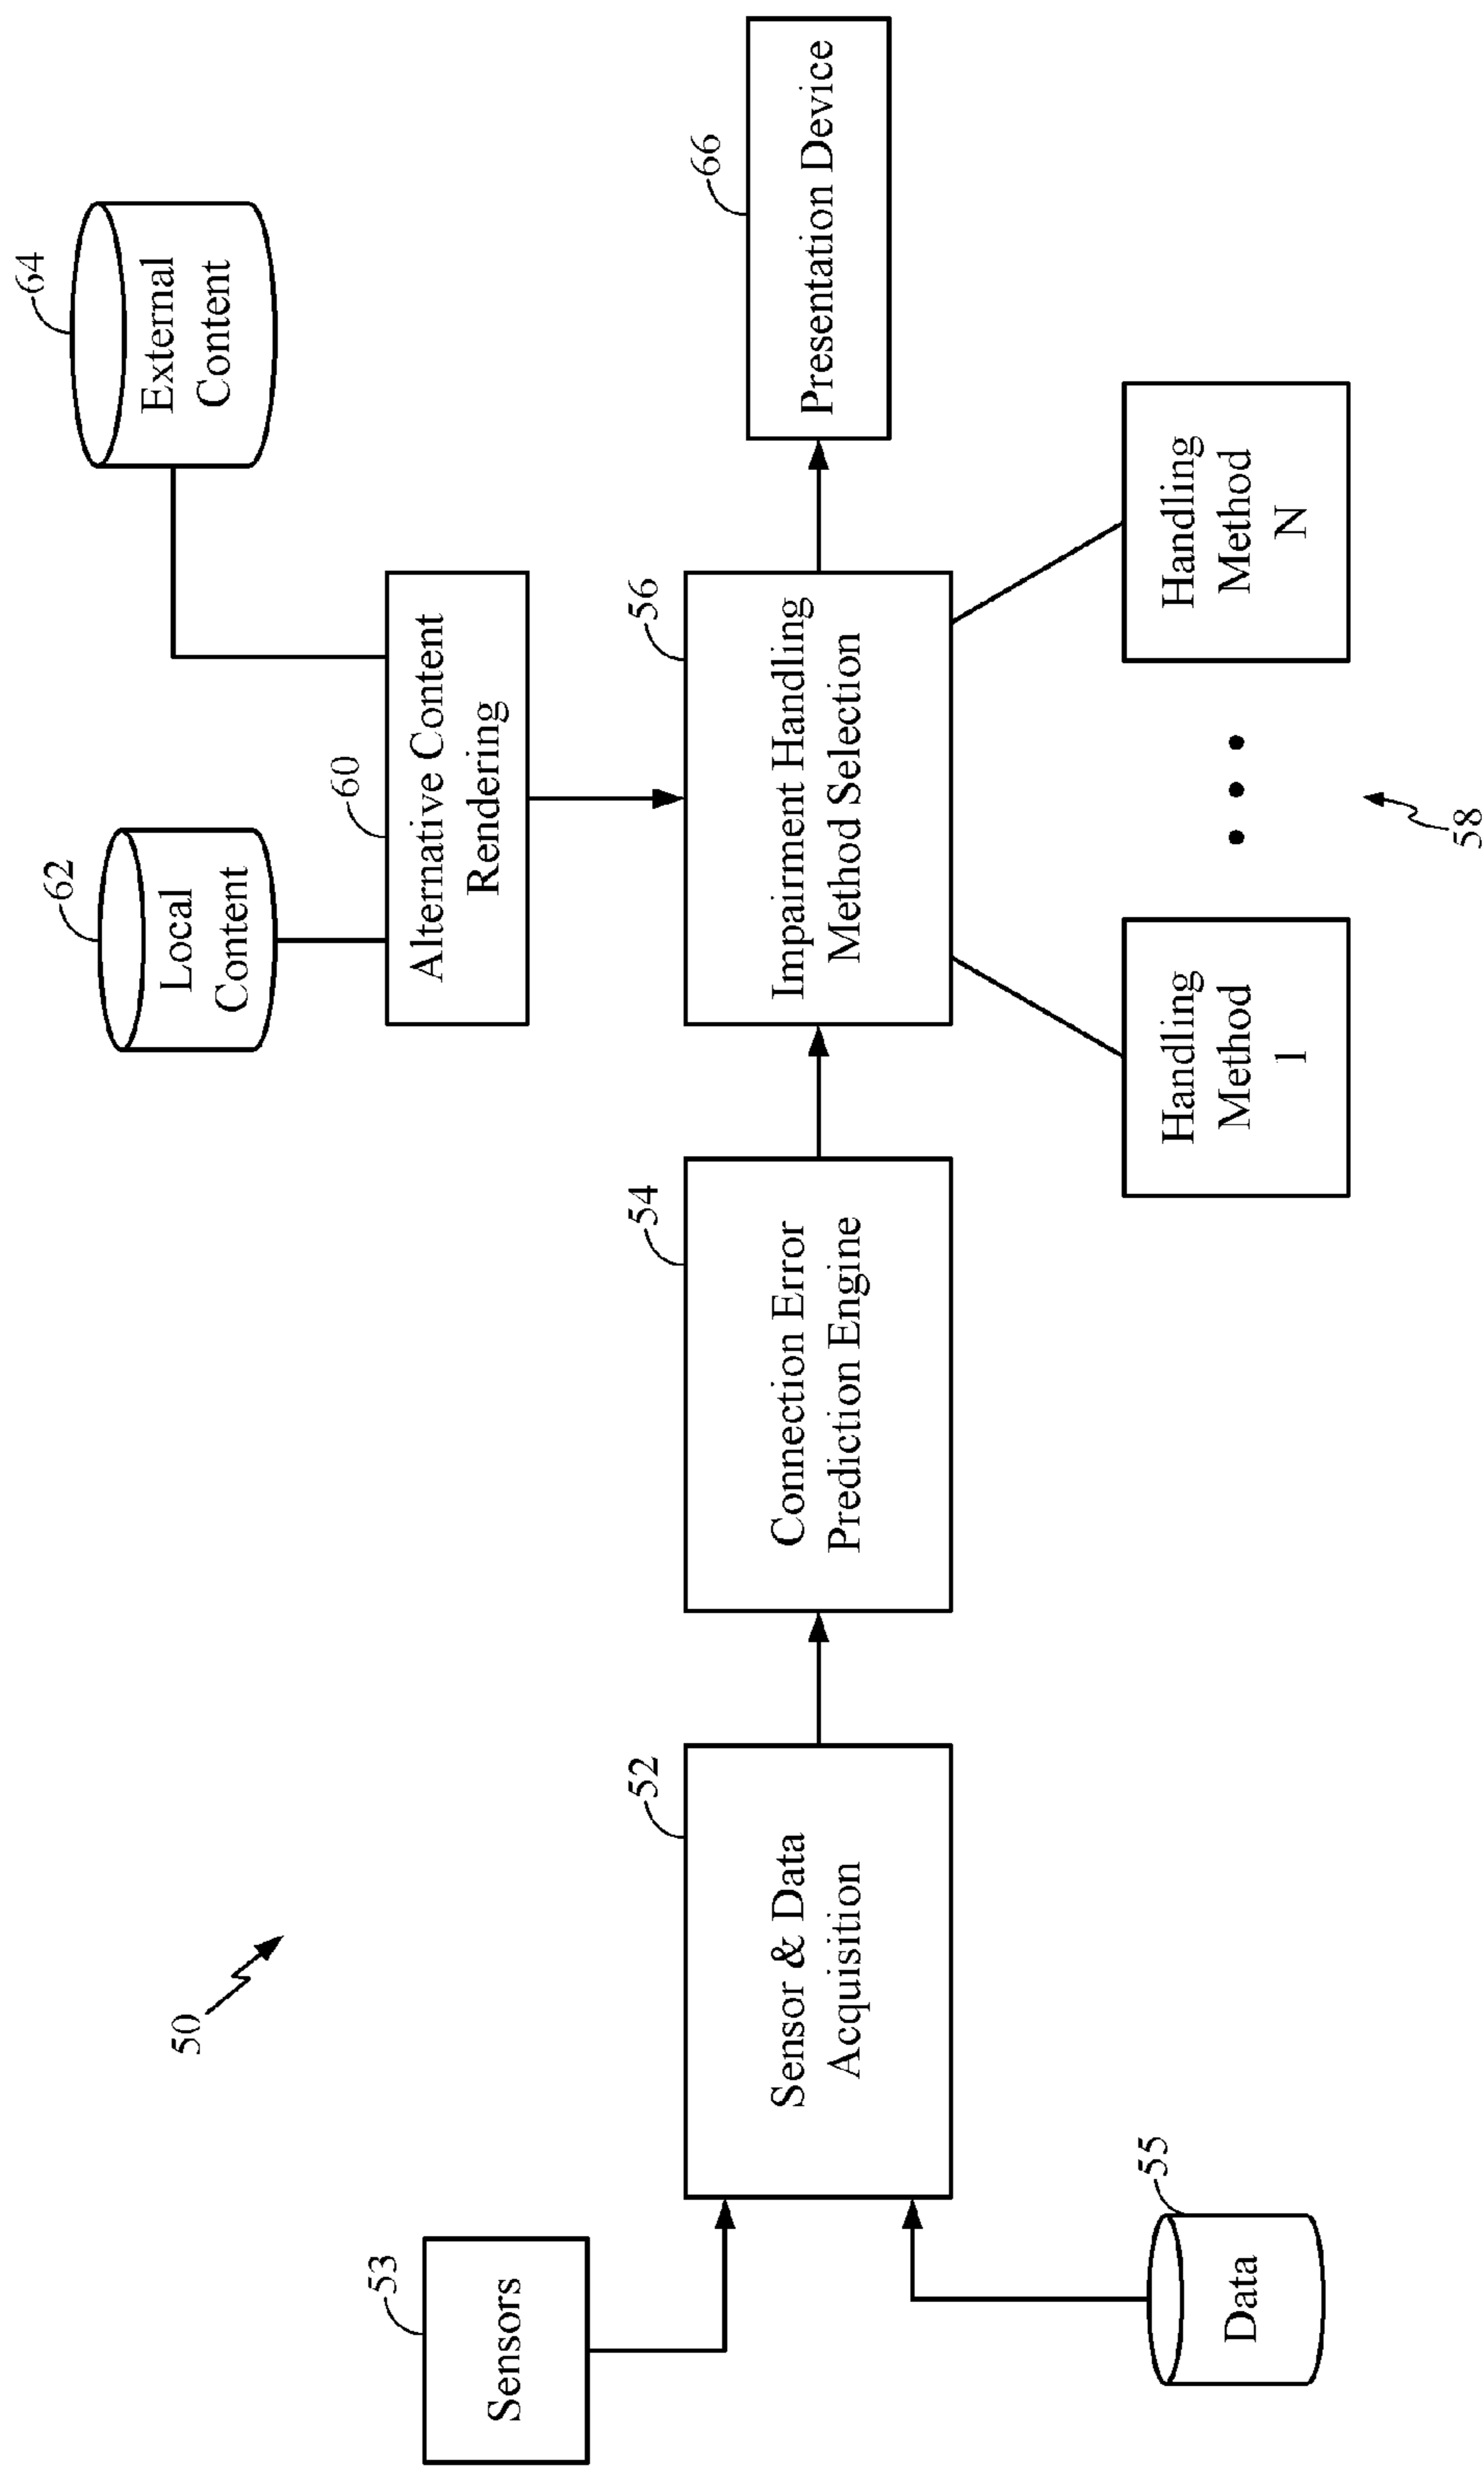 50
62
Local
Content
64
External
Content
60
Alternative Content
Rendering
53
Sensors
52
Sensor & Data
Acquisition
54
Connection Error
Prediction Engine
56
Impairment Handling
Method Selection
66
Presentation Device
55
Data
Handling
Method
1
Handling
Method
N
58